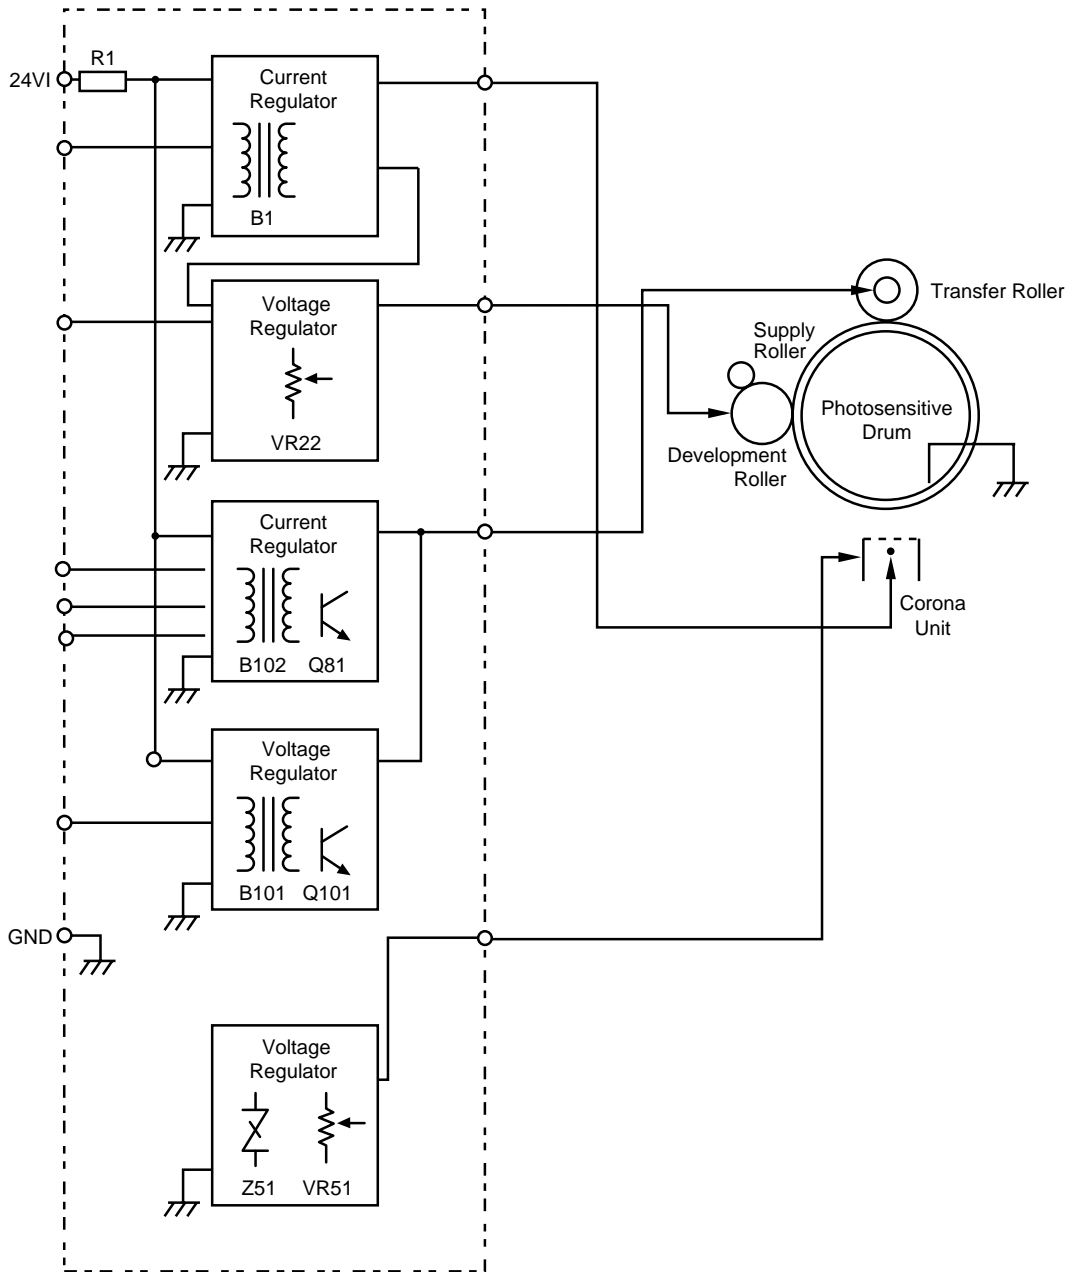 R1
24VI
Current
Regulator
B1
Voltage
Regulator
VR22
Transfer Roller
Supply
Roller
Photosensitive
Drum
Development
Roller
Current
Regulator
B102 Q81
Corona
Unit
Voltage
Regulator
B101 Q101
GND
Voltage
Regulator
Z51 VR51